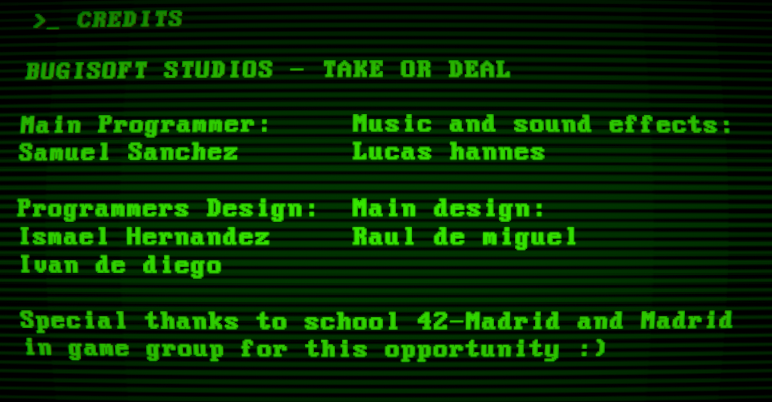 >_ CREDITS
BUGISOFT STUDIOS - TAKE OR DEAL
Main Programmer:
Samuel Sanchez
Music and sound effects:
Lucas hannes
Programmers Design:
Ismael Hernandez
Ivan de diego
Main design:
Raul de miguel
Special thanks to school 42-Madrid and Madrid
in game group for this opportunity :)